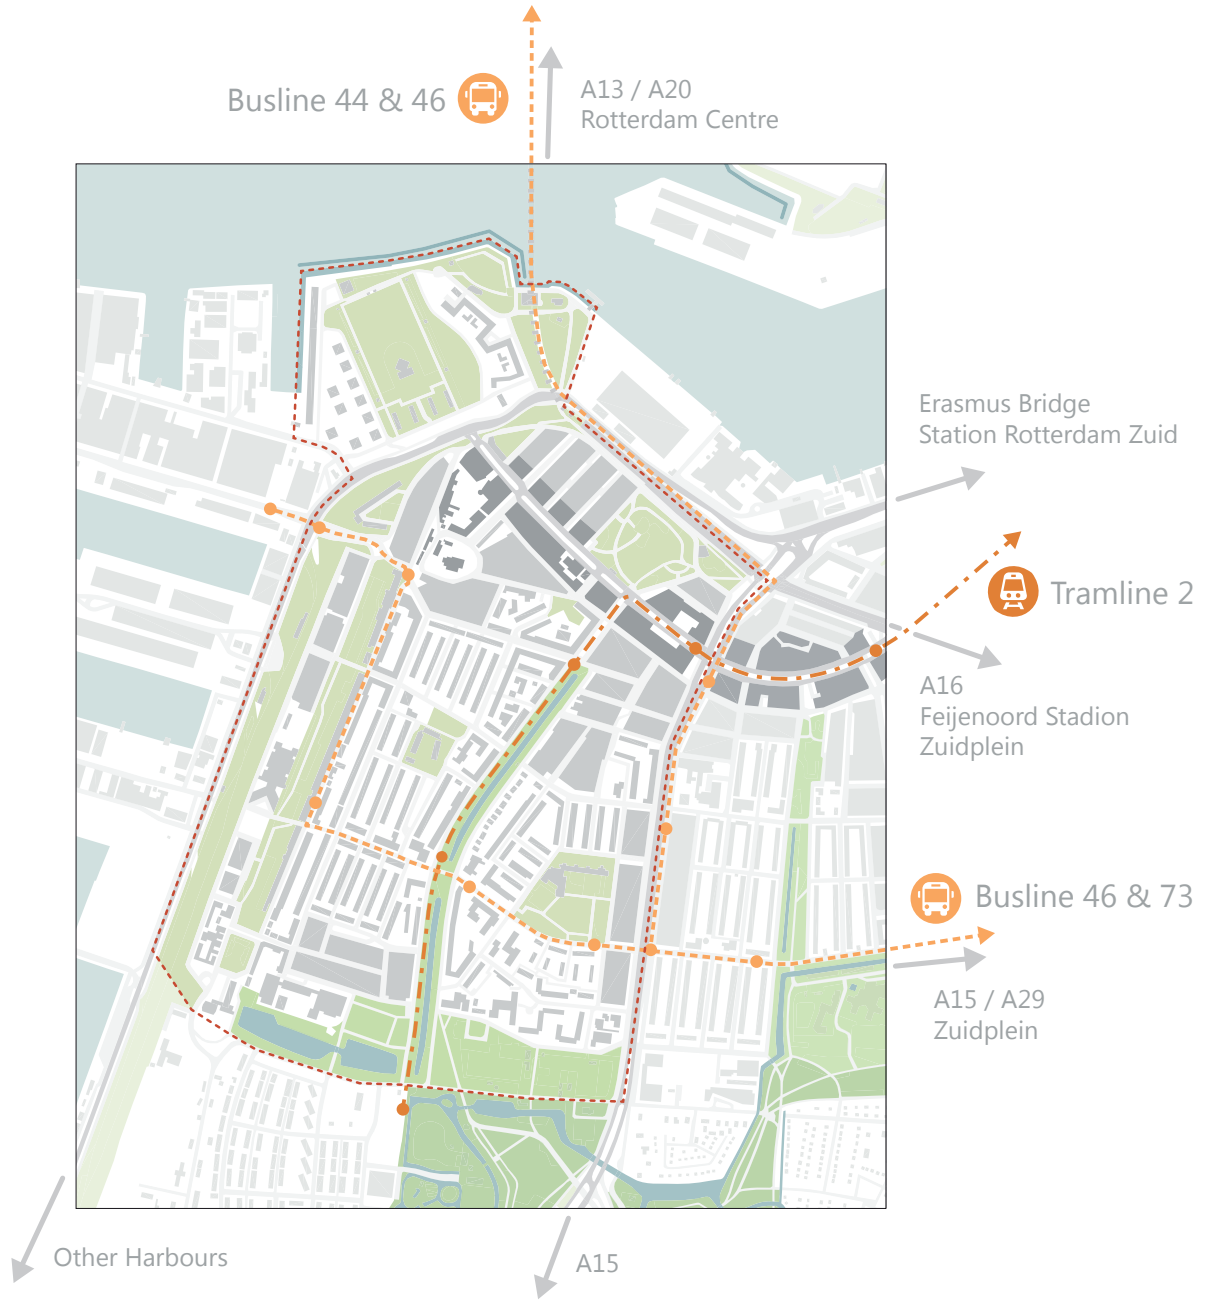 Busline 44 & 46
A13 / A20
Rotterdam Centre
Erasmus Bridge
Station Rotterdam Zuid
Tramline 2
A16
Feijenoord Stadion
Zuidplein
Busline 46 & 73
A15 / A29
Zuidplein
Other Harbours
A15